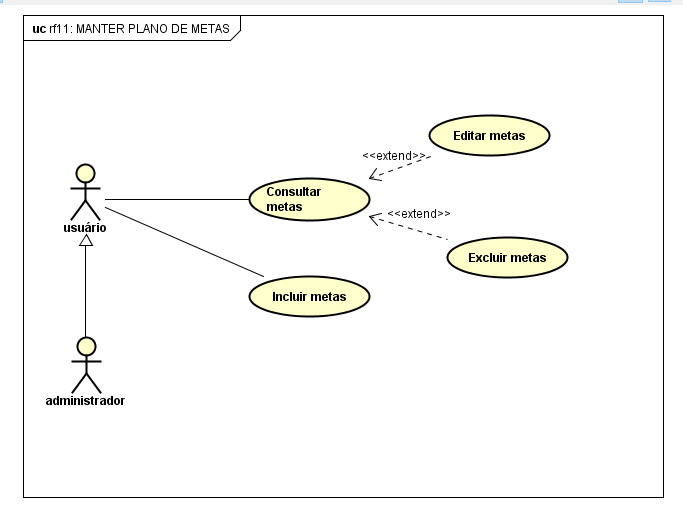 uc rf11: MANTER PLANO DE METAS
Editar metas
<<extend>>
Consultar
metas
<<extend>>
usuário
Excluir metas
Incluir metas
administrador